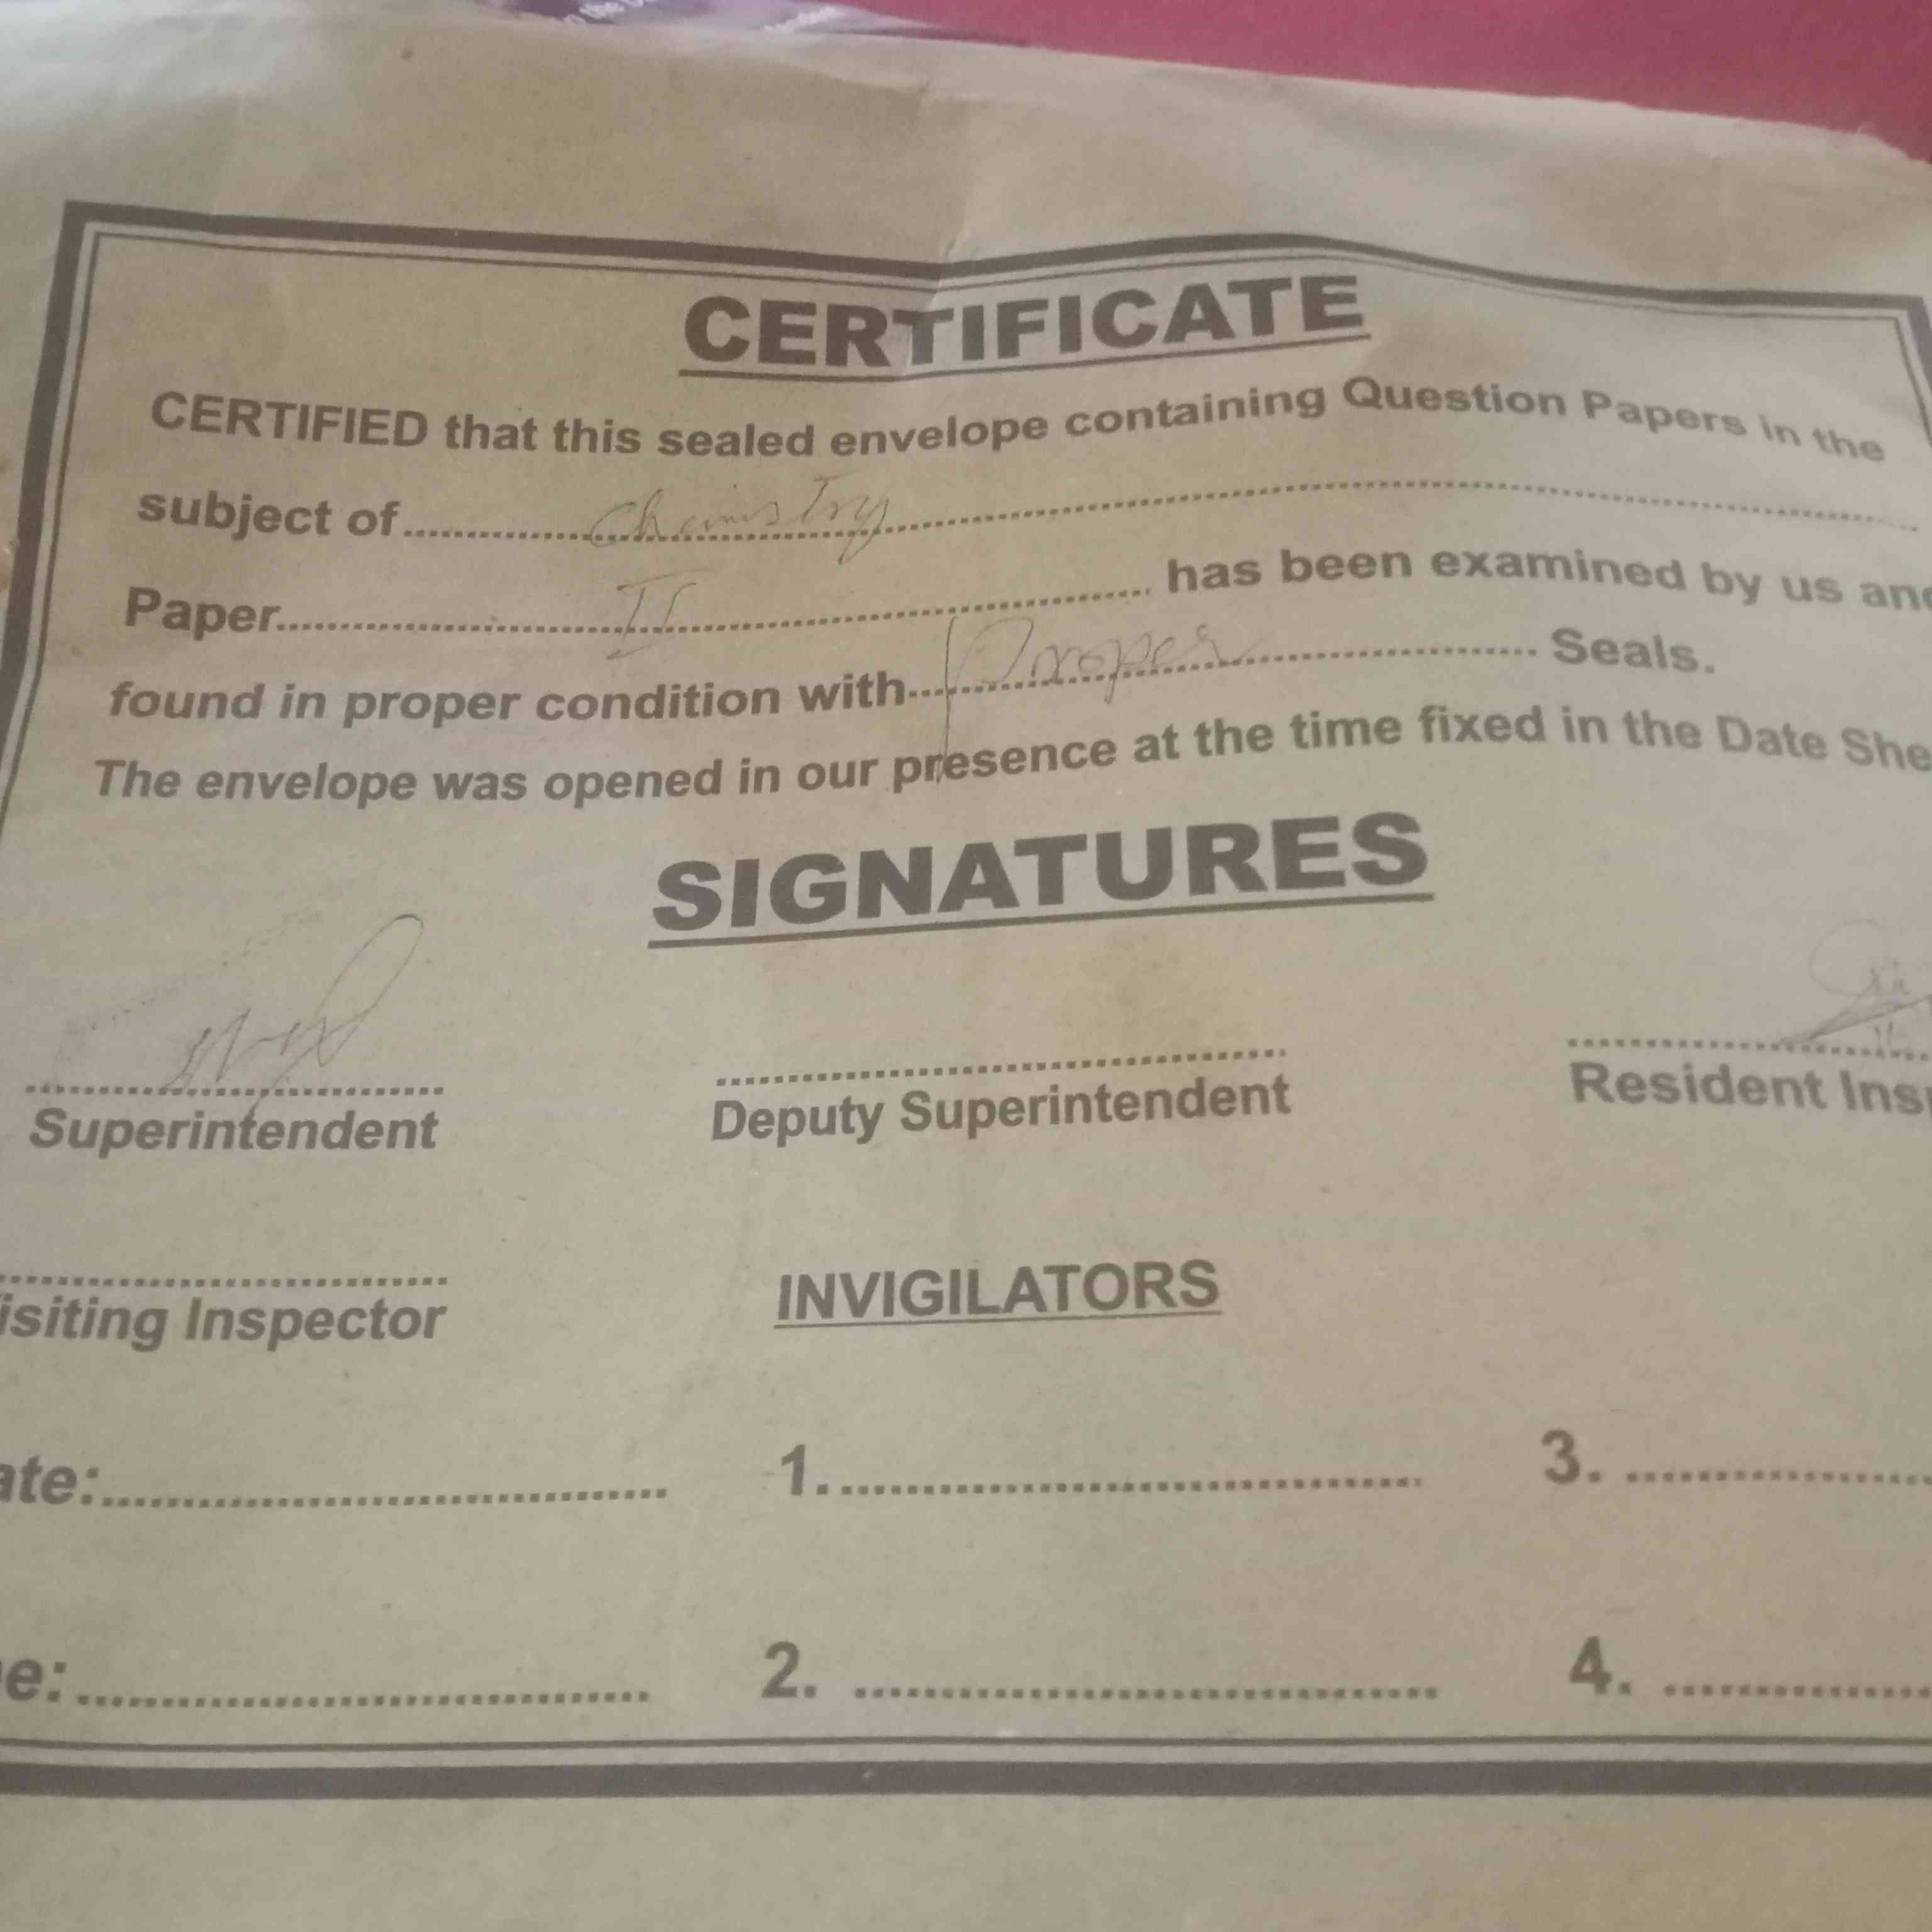 CERTIFICATE
CERTIFIED that this sealed envelope containing Question Papers in the
subject of Chemistry
Paper II has been examined by us and
found in proper condition with Proper Seals.
The envelope was opened in our presence at the time fixed in the Date She
SIGNATURES
Superintendent Deputy Superintendent Resident Insp
isiting Inspector INVIGILATORS
ate: 1. 3.
e: 2. 4.